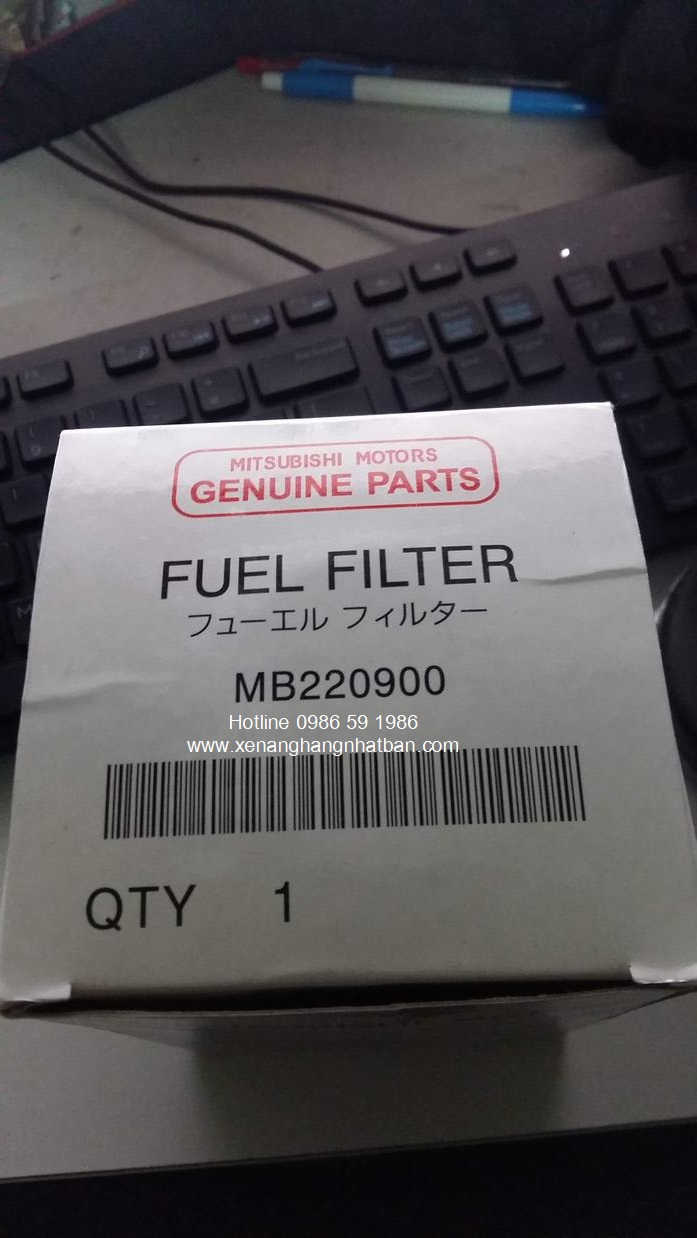 MITSUBISHI MOTORS
GENUINE PARTS
FUEL FILTER
フューエル フィルター
MB220900
Hotline 0986 59 1986
www.xenanghangnhatban.com
QTY 1